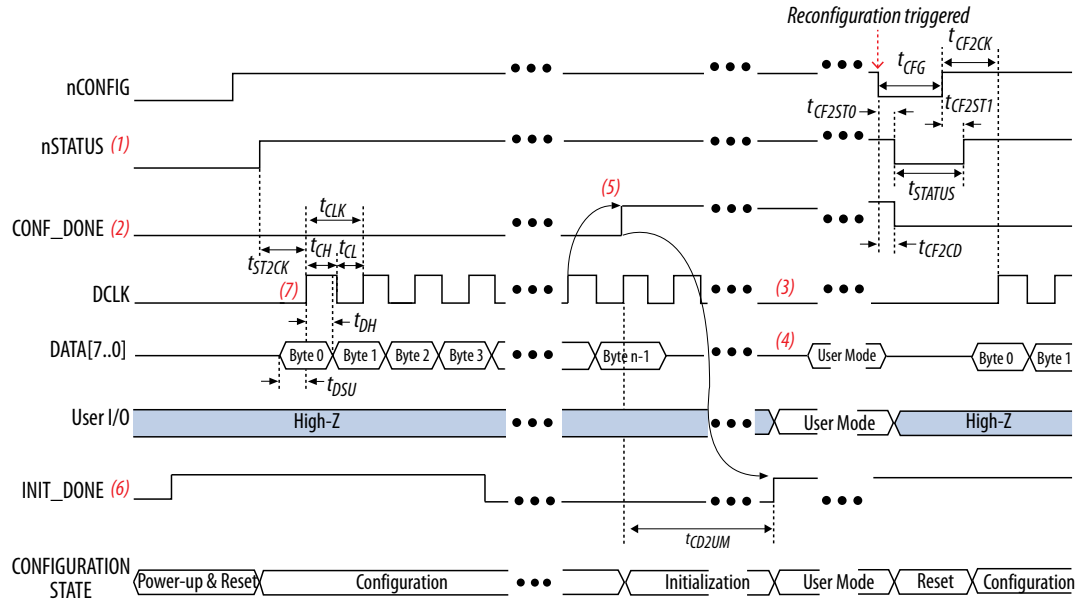 Reconfiguration triggered
tCF2CK
tCFG
nCONFIG
tCF2ST0
tCF2ST1
nSTATUS (1)
tSTATUS
(5)
tCLK
CONF_DONE (2)
tST2CK
tCH
tCL
tCF2CD
DCLK
(7)
(3)
tDH
DATA[7..0]
Byte 0
Byte 1
Byte 2
Byte 3
Byte n-1
(4)
User Mode
Byte 0
Byte 1
tDSU
User I/O
High-Z
User Mode
High-Z
INIT_DONE (6)
tCD2UM
CONFIGURATION
STATE
Power-up & Reset
Configuration
Initialization
User Mode
Reset
Configuration